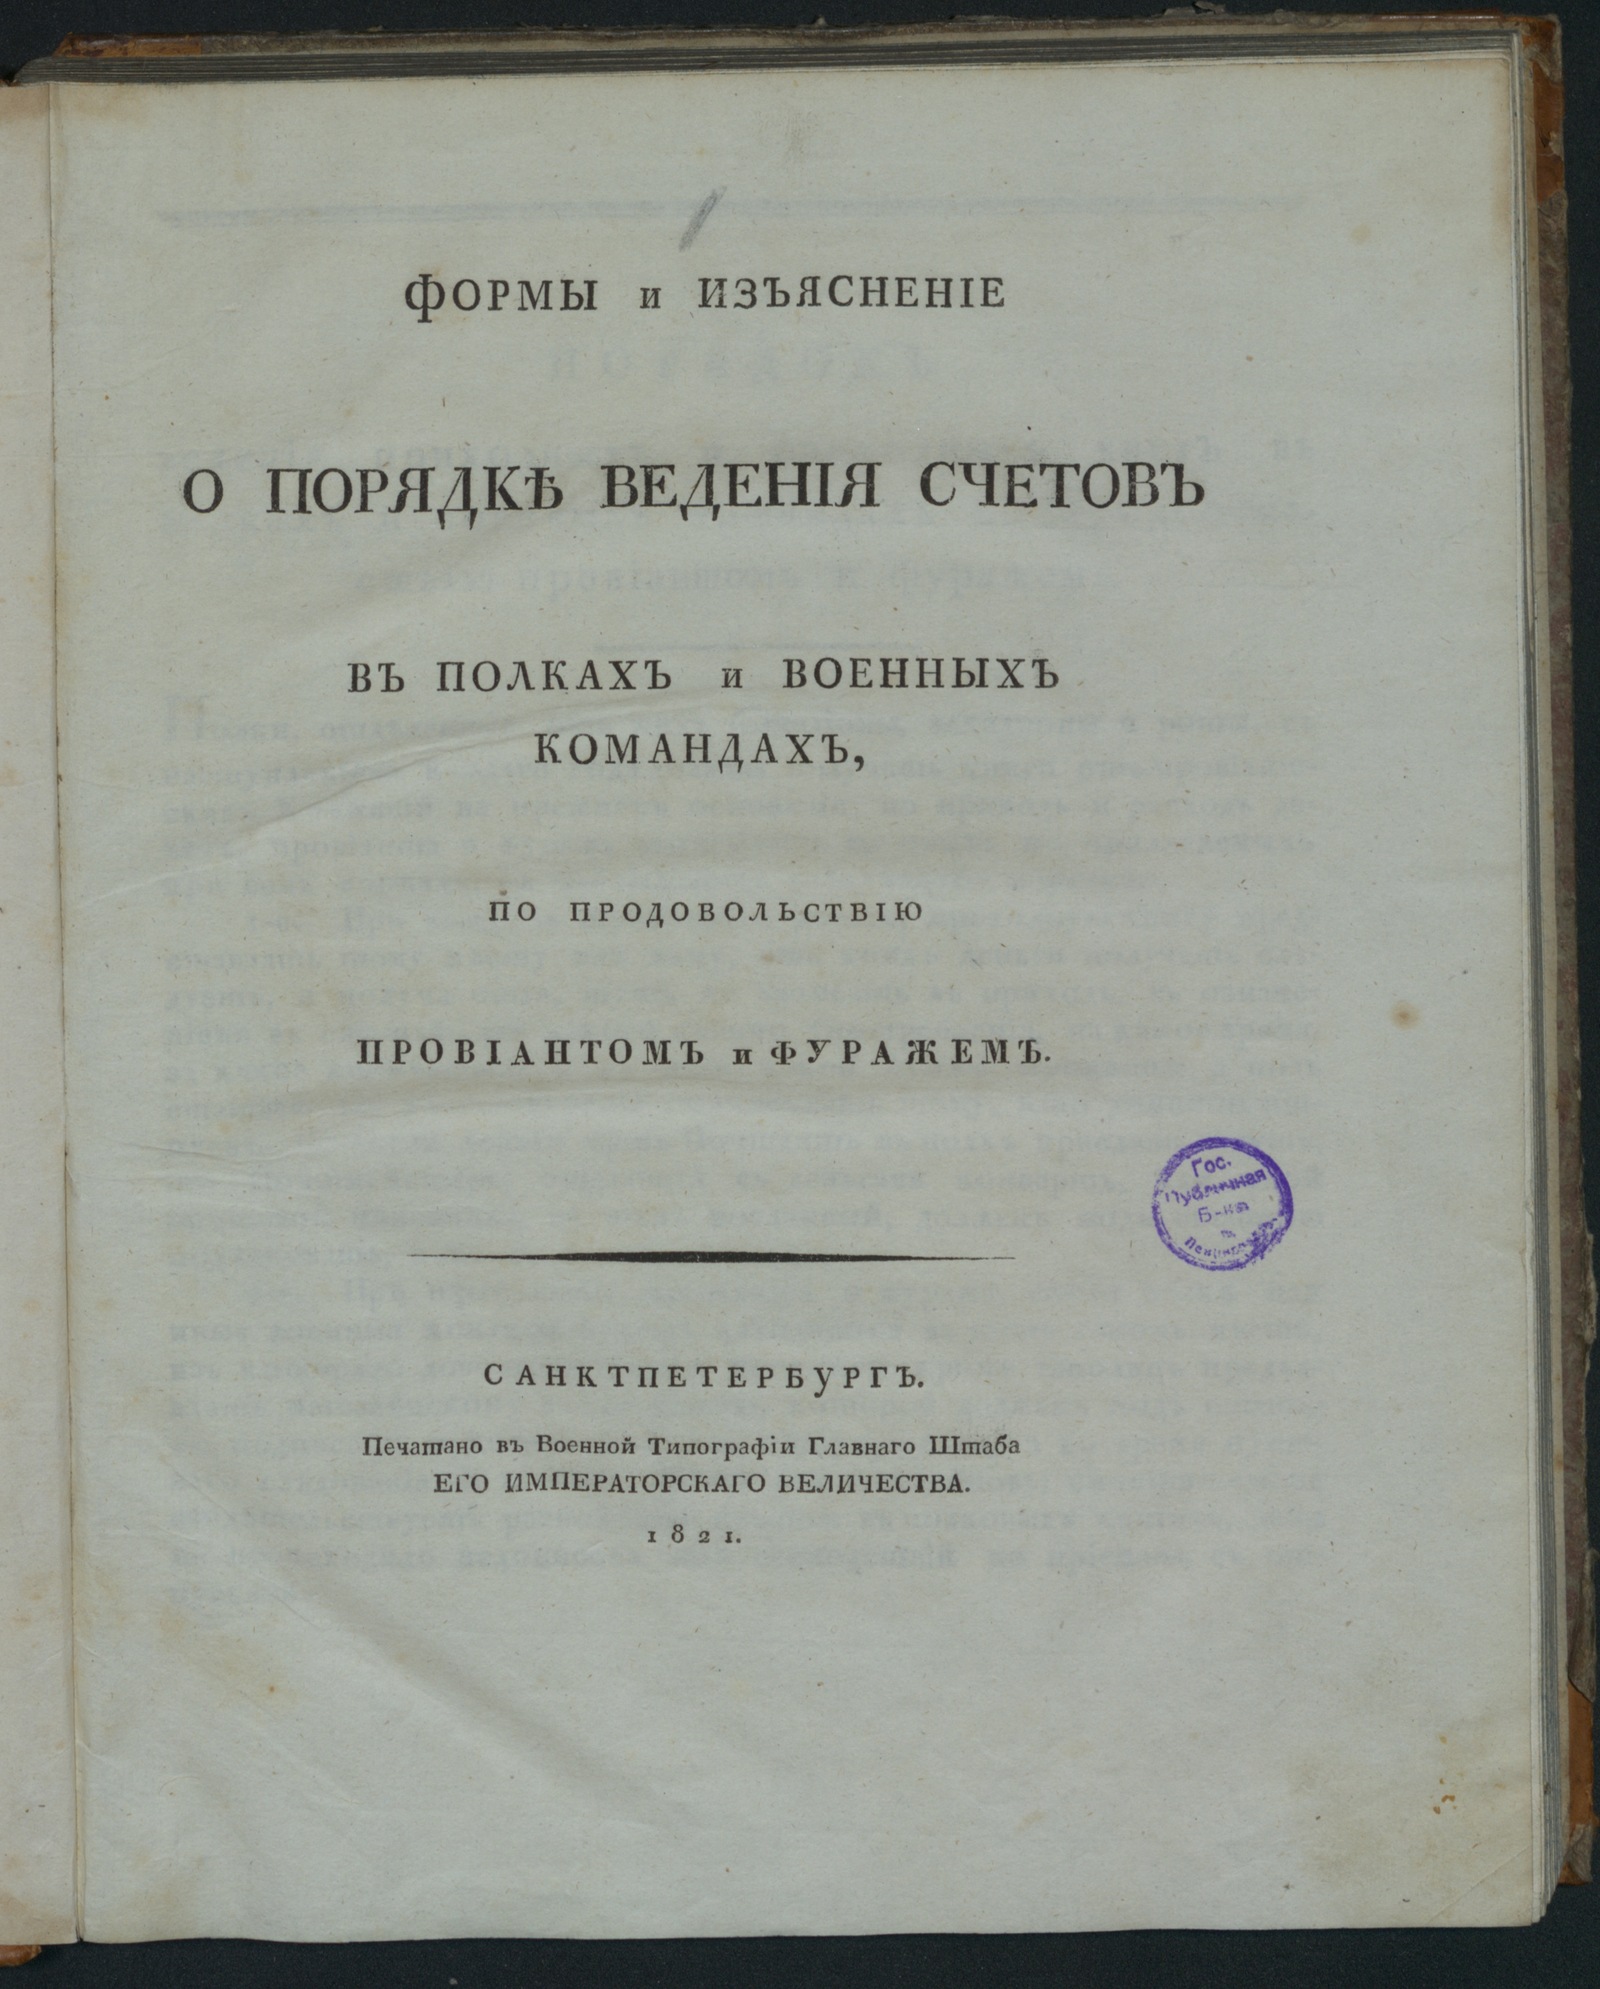 ФОРМЫ и ИЗЪЯСНЕНІЕ
О ПОРЯДКѢ ВЕДЕНІЯ СЧЕТОВЪ
ВЪ ПОЛКАХЪ и ВОЕННЫХЪ
КОМАНДАХЪ,
ПО ПРОДОВОЛЬСТВІЮ
ПРОВІАНТОМЪ и ФУРАЖЕМЪ.
Гос.
Публичная
Б-ка
САНКТПЕТЕРБУРГЪ.
Печатано въ Военной Типографіи Главнаго Штаба
ЕГО ИМПЕРАТОРСКАГО ВЕЛИЧЕСТВА.
1821.